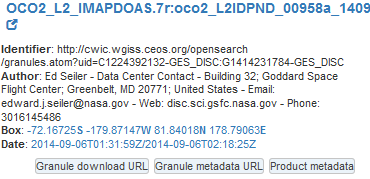 OCO2_L2_IMAPDOAS.7r:oco2_L2IDPND_00958a_1409
Identifier: http://cwic.wgiss.ceos.org/opensearch
/granules.atom?uid=C1224392132-GES_DISC:G1414231784-GES_DISC
Author: Ed Seiler - Data Center Contact - Building 32; Goddard Space
Flight Center; Greenbelt, MD 20771; United States - Email:
edward.j.seiler@nasa.gov - Web: disc.sci.gsfc.nasa.gov - Phone:
3016145486
Box: -72.16725S -179.87147W 81.84018N 178.79063E
Date: 2014-09-06T01:31:59Z/2014-09-06T02:18:25Z
Granule download URL Granule metadata URL Product metadata